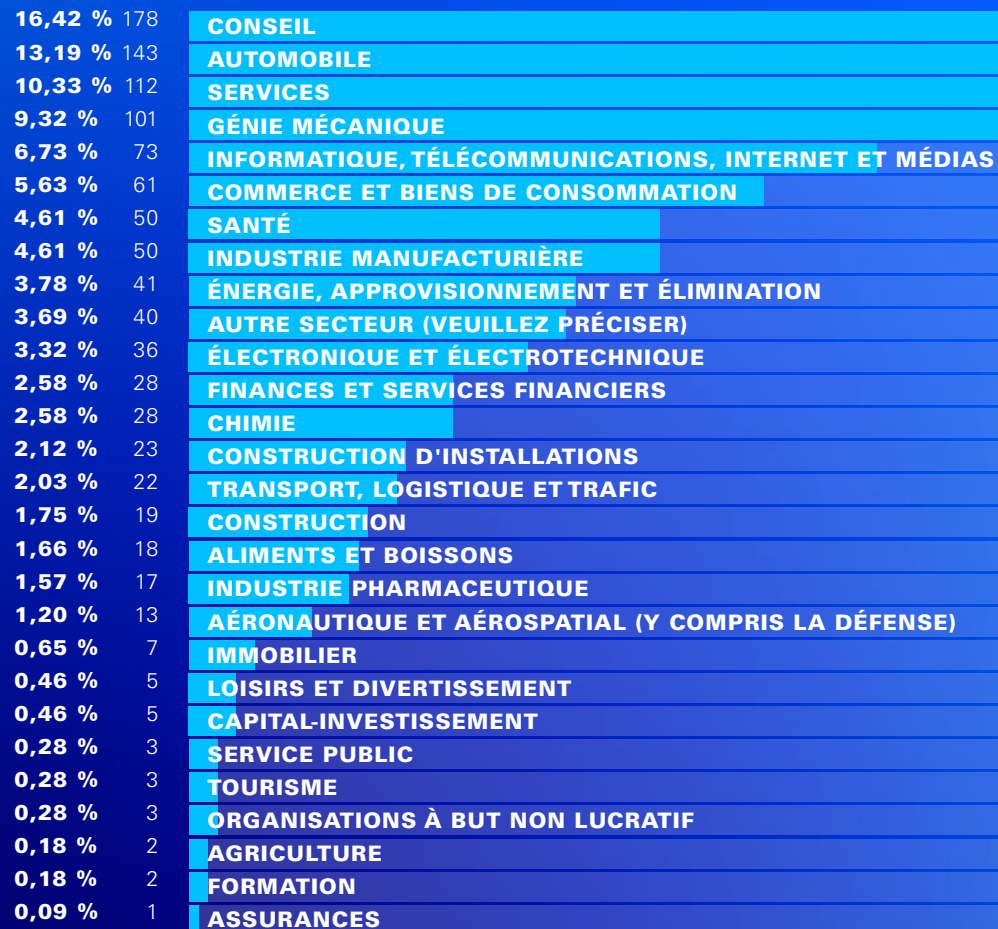 16,42 % 178 CONSEIL
13,19 % 143 AUTOMOBILE
10,33 % 112 SERVICES
9,32 % 101 GÉNIE MÉCANIQUE
6,73 % 73 INFORMATIQUE, TÉLÉCOMMUNICATIONS, INTERNET ET MÉDIAS
5,63 % 61 COMMERCE ET BIENS DE CONSOMMATION
4,61 % 50 SANTÉ
4,61 % 50 INDUSTRIE MANUFACTURIÈRE
3,78 % 41 ÉNERGIE, APPROVISIONNEMENT ET ÉLIMINATION
3,69 % 40 AUTRE SECTEUR (VEUILLEZ PRÉCISER)
3,32 % 36 ÉLECTRONIQUE ET ÉLECTROTECHNIQUE
2,58 % 28 FINANCES ET SERVICES FINANCIERS
2,58 % 28 CHIMIE
2,12 % 23 CONSTRUCTION D'INSTALLATIONS
2,03 % 22 TRANSPORT, LOGISTIQUE ET TRAFIC
1,75 % 19 CONSTRUCTION
1,66 % 18 ALIMENTS ET BOISSONS
1,57 % 17 INDUSTRIE PHARMACEUTIQUE
1,20 % 13 AÉRONAUTIQUE ET AÉROSPATIAL (Y COMPRIS LA DÉFENSE)
0,65 % 7 IMMOBILIER
0,46 % 5 LOISIRS ET DIVERTISSEMENT
0,46 % 5 CAPITAL-INVESTISSEMENT
0,28 % 3 SERVICE PUBLIC
0,28 % 3 TOURISME
0,28 % 3 ORGANISATIONS À BUT NON LUCRATIF
0,18 % 2 AGRICULTURE
0,18 % 2 FORMATION
0,09 % 1 ASSURANCES